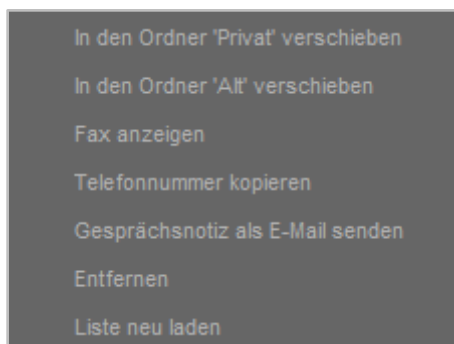 In den Ordner 'Privat' verschieben
In den Ordner 'Alt' verschieben
Fax anzeigen
Telefonnummer kopieren
Gesprächsnotiz als E-Mail senden
Entfernen
Liste neu laden